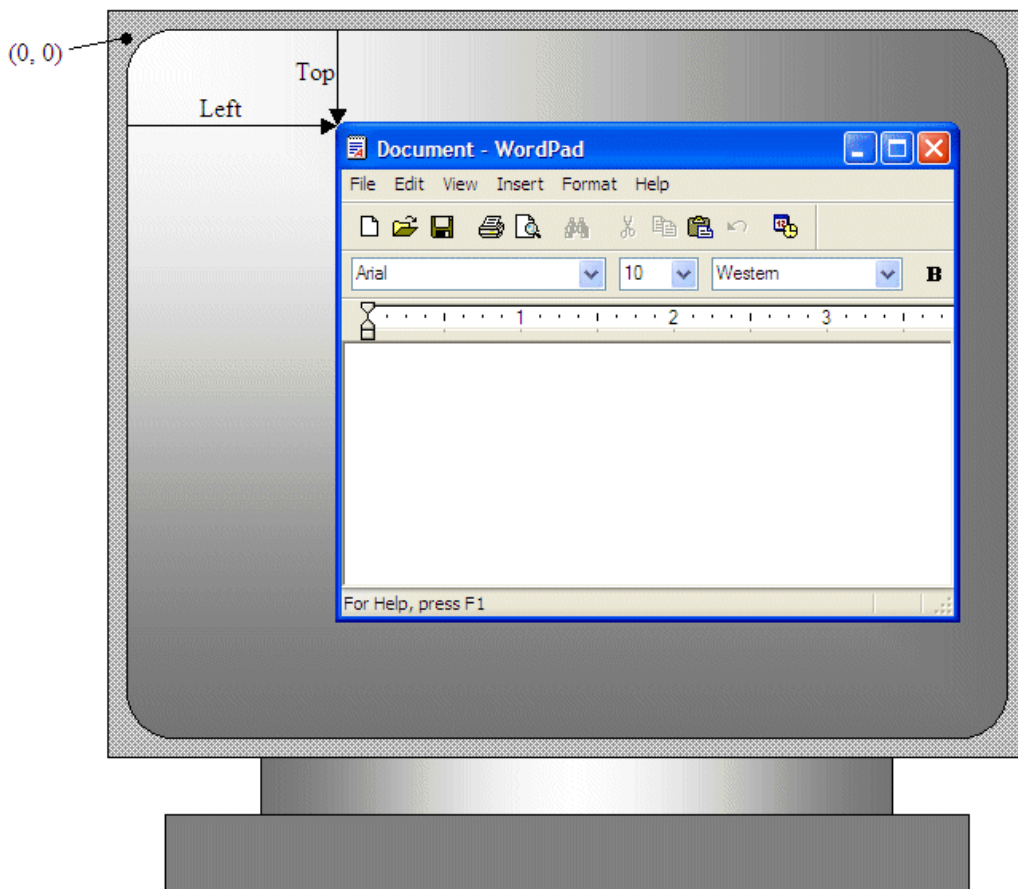 (0, 0)
Top
Left
Document - WordPad
File Edit View Insert Format Help
12
Arial 10 Western B
1 2 3
For Help, press F1